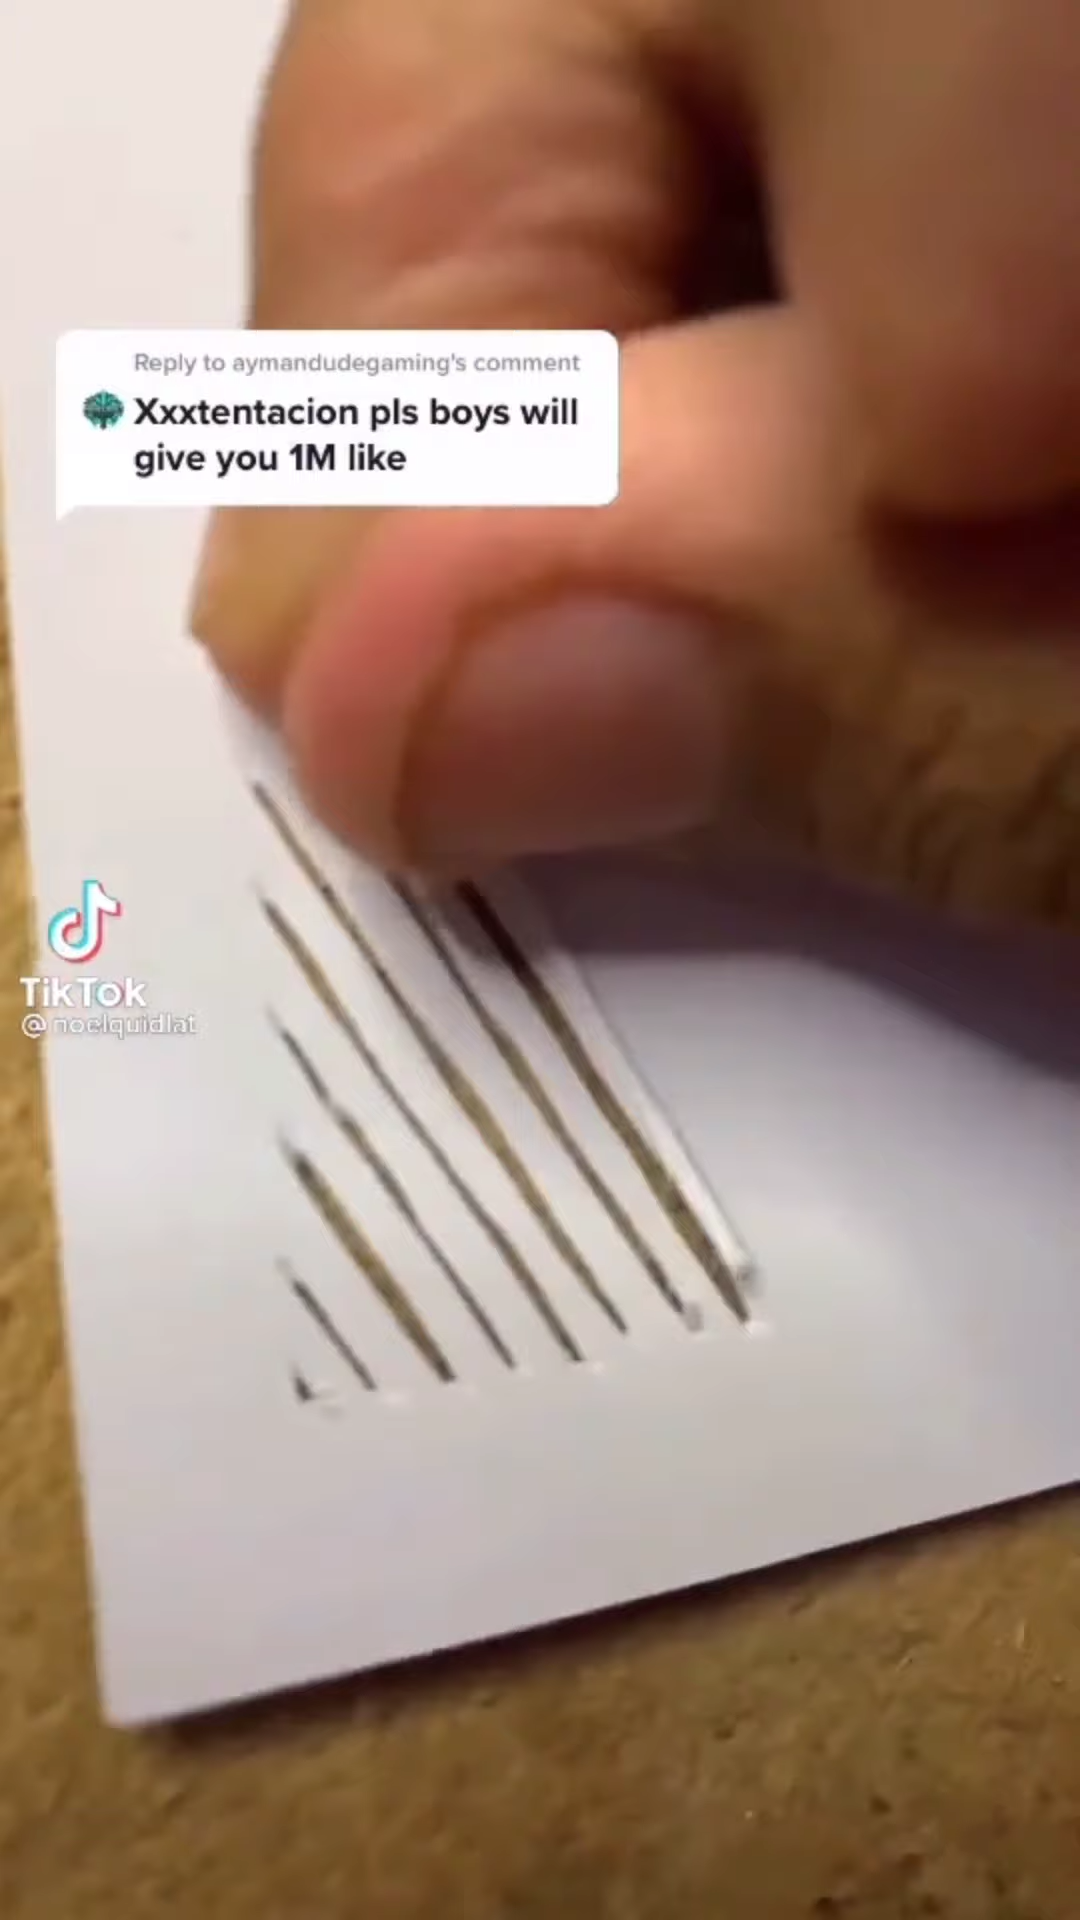 Reply to aymandudegaming's comment
Xxxtentacion pls boys will
give you 1M like
TikTok
@noelquidlat